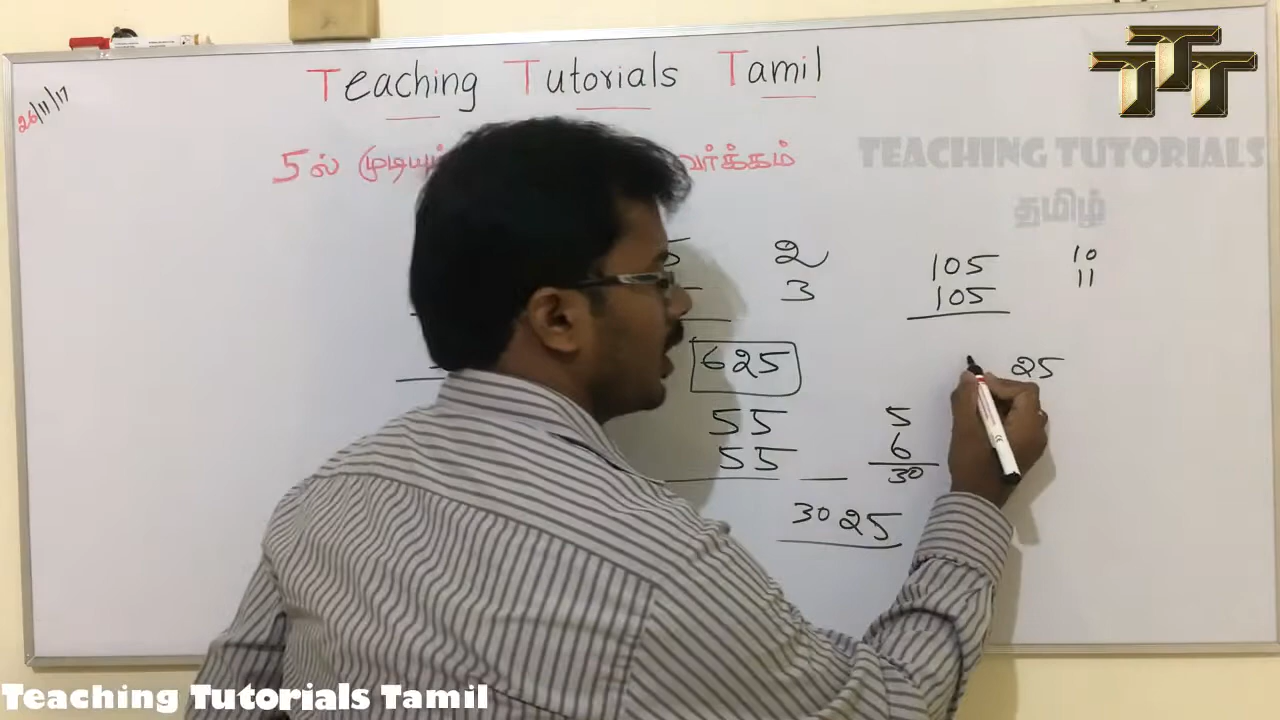 26/11/17
Teaching Tutorials Tamil
TTT
5ல் வர்க்கம்
TEACHING TUTORIALS
தமிழ்
2
3
105
105
10
11
625
25
55
55
5
6
30
3025
Teaching Tutorials Tamil